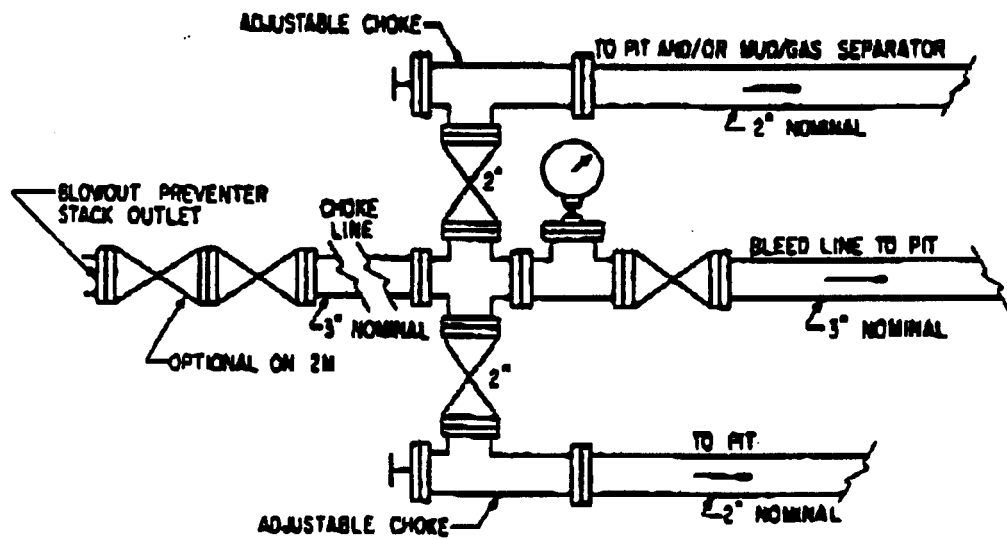 ADJUSTABLE CHOKE
TO PIT AND/OR MUD/GAS SEPARATOR
2" NOMINAL
2"
BLOWOUT PREVENTER
STACK OUTLET
CHOKE
LINE
BLEED LINE TO PIT
3" NOMINAL
3" NOMINAL
OPTIONAL ON 2M
2"
TO PIT
2" NOMINAL
ADJUSTABLE CHOKE